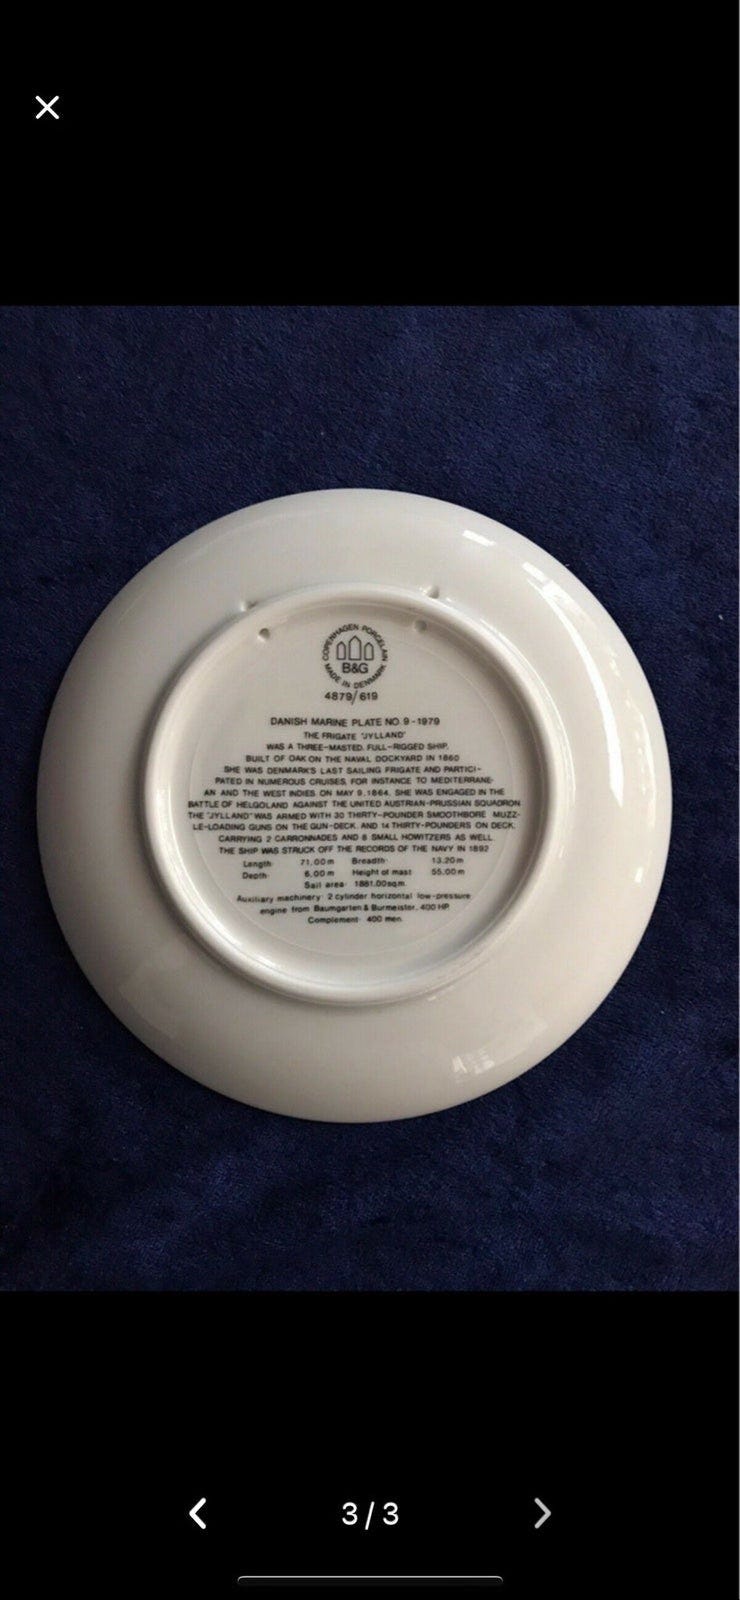 COPENHAGEN PORCELAIN
B&G
MADE IN DENMARK
4879/619
DANISH MARINE PLATE NO. 9-1979
THE FRIGATE "JYLLAND"
WAS A THREE-MASTED, FULL-RIGGED SHIP,
BUILT OF OAK ON THE NAVAL DOCKYARD IN 1860
SHE WAS DENMARK'S LAST SAILING FRIGATE AND PARTICI-
PATED IN NUMEROUS CRUISES, FOR INSTANCE TO MEDITERRANE-
AN AND THE WEST INDIES. ON MAY 9. 1864, SHE WAS ENGAGED IN THE
BATTLE OF HELGOLAND AGAINST THE UNITED AUSTRIAN-PRUSSIAN SQUADRON
THE "JYLLAND" WAS ARMED WITH 30 THIRTY-POUNDER SMOOTHBORE MUZZ-
LE-LOADING GUNS ON THE GUN-DECK, AND 14 THIRTY-POUNDERS ON DECK,
CARRYING 2 CARRONNADES AND 8 SMALL HOWITZERS AS WELL.
THE SHIP WAS STRUCK OFF THE RECORDS OF THE NAVY IN 1892
Length: 71.00m Breadth: 13.20m
Depth: 6.00m Height of mast: 55.00m
Sail area: 1881.00sq.m.
Auxiliary machinery: 2 cylinder horizontal low-pressure
engine from Baumgarten & Burmeister, 400 HP.
Complement: 400 men.
3/3